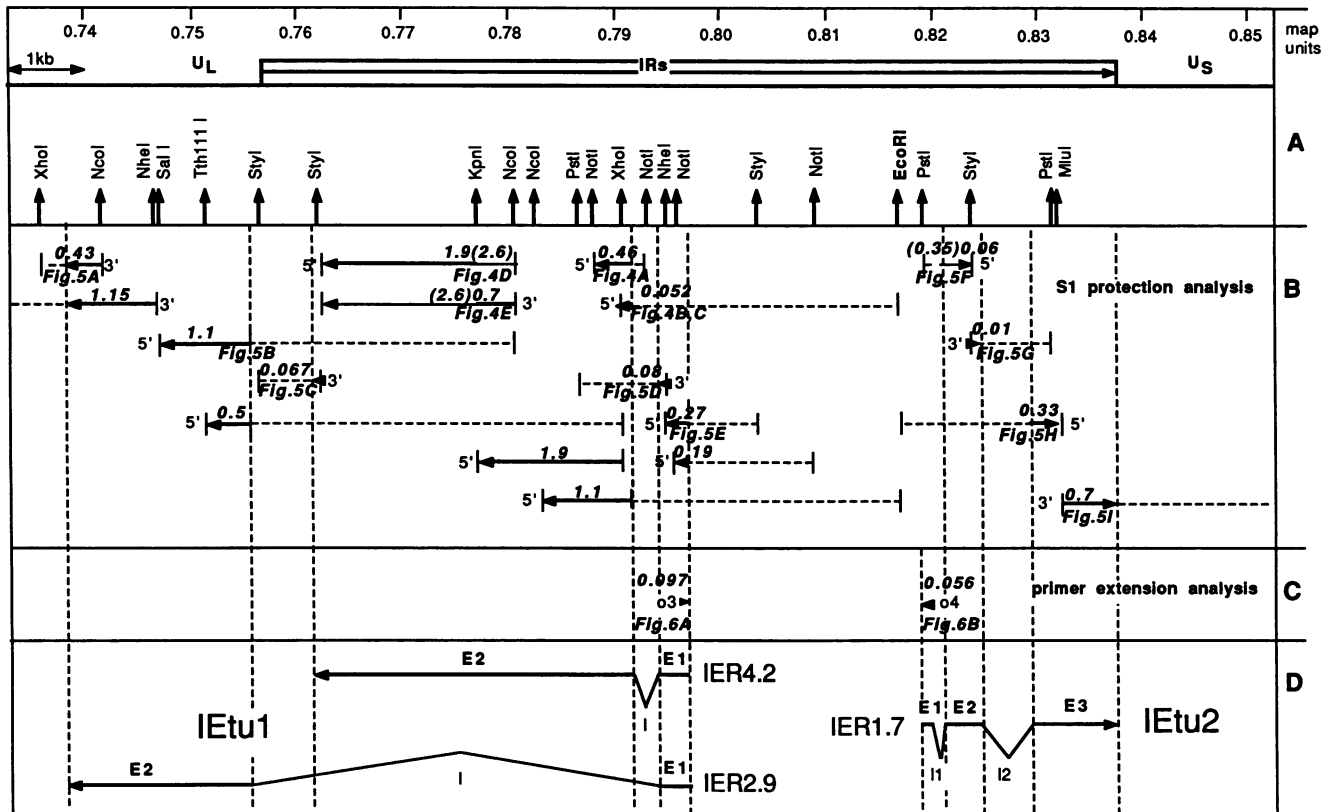 0.74 0.75 0.76 0.77 0.78 0.79 0.80 0.81 0.82 0.83 0.84 0.85 map units
1kb UL IRs US
XhoI NcoI NheI Sal I Tth111 I StyI StyI KpnI NcoI NcoI PstI NotI XhoI NotI NheI NotI StyI NotI EcoRI PstI StyI PstI MluI A
0.43 3' 5' 1.9(2.6) 5' 0.46 (0.35)0.06 5'
Fig.5A Fig.4D Fig.4A Fig.5F
1.15 3' (2.6)0.7 3' 5' 0.052 S1 protection analysis B
Fig.4E Fig.4B,C
5' 1.1 3' 0.01
Fig.5B Fig.5G
0.067 3' 0.08 3'
Fig.5C Fig.5D
5' 0.5 5' 0.27 0.33 5'
Fig.5E Fig.5H
5' 1.9 5' 0.19
5' 1.1 3' 0.7
Fig.5I
0.097 0.056 primer extension analysis C
o3 o4
Fig.6A Fig.6B
E2 E1 IER4.2 D
IEtu1 I IER1.7 E1 E2 E3 IEtu2
I1 I2
E2 I E1 IER2.9